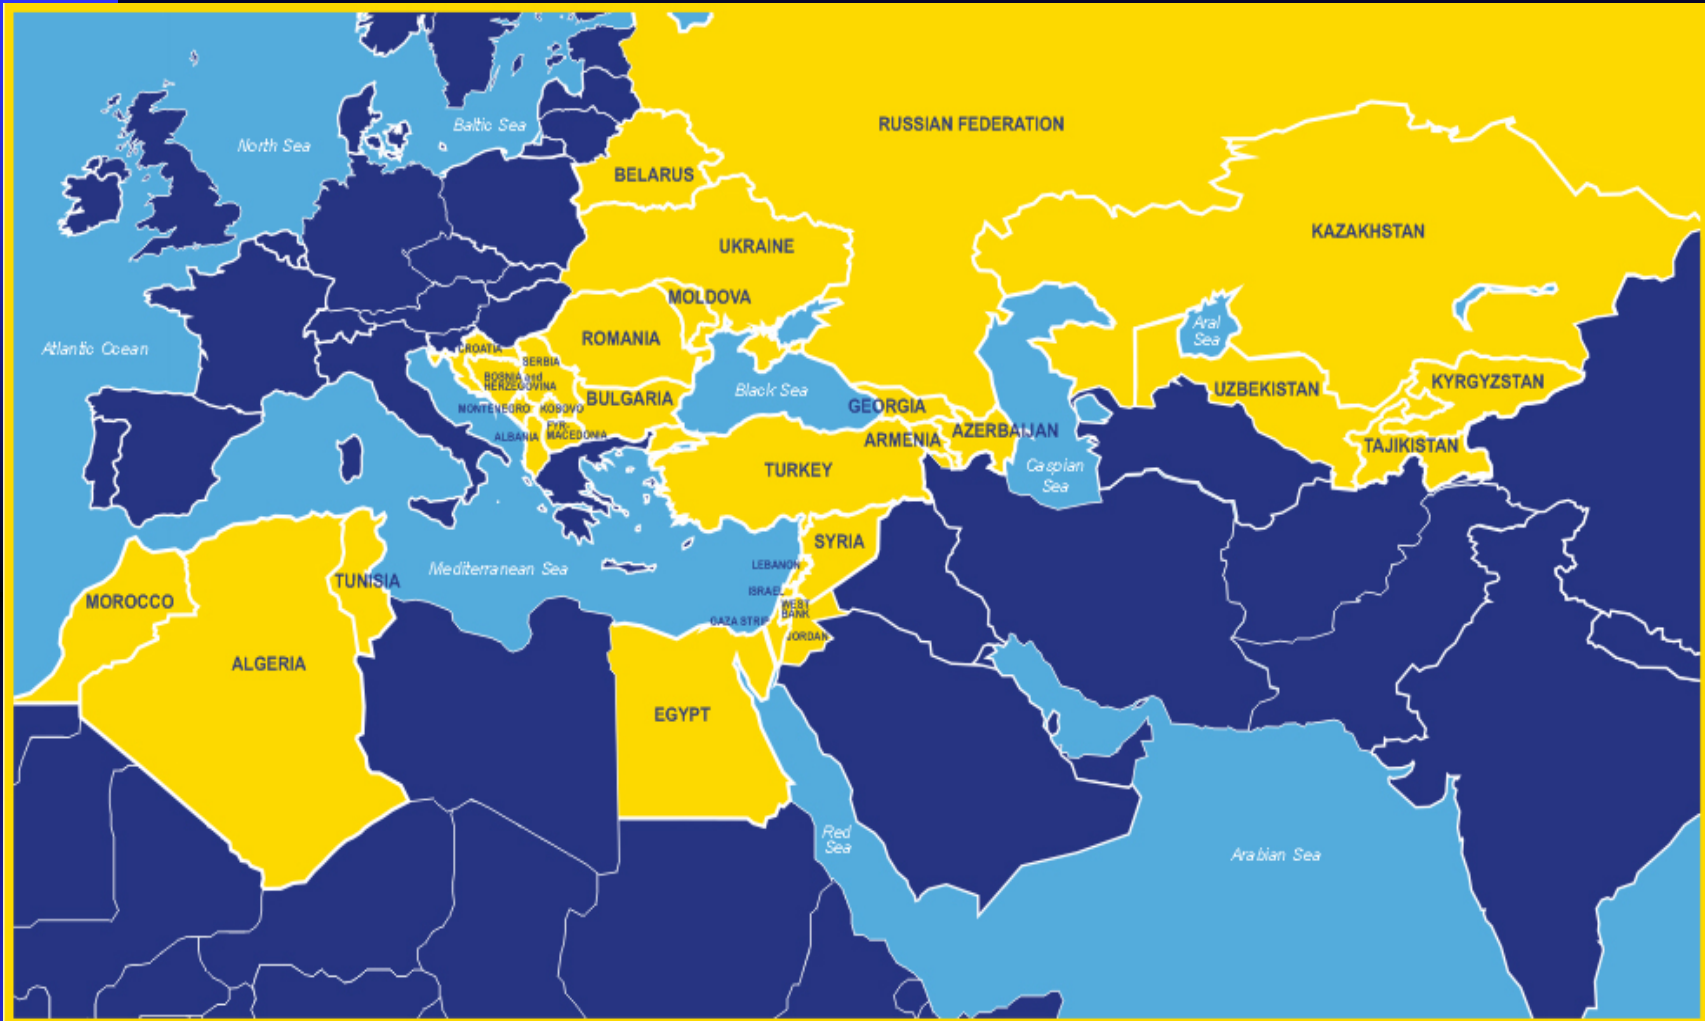 RUSSIAN FEDERATION
Baltic Sea
North Sea
BELARUS
KAZAKHSTAN
UKRAINE
MOLDOVA
Aral
Sea
ROMANIA
Atlantic Ocean
CROATIA
SERBIA
BOSNIA and
HERZEGOVINA
KYRGYZSTAN
UZBEKISTAN
Black Sea
BULGARIA
GEORGIA
MONTENEGRO
KOSOVO
FYR-
MACEDONIA
ALBANIA
AZERBAIJAN
ARMENIA
TAJIKISTAN
TURKEY
Caspian
Sea
SYRIA
LEBANON
Mediterranean Sea
TUNISIA
ISRAEL
MOROCCO
WEST
BANK
GAZA STRIP
JORDAN
ALGERIA
EGYPT
Red
Sea
Arabian Sea